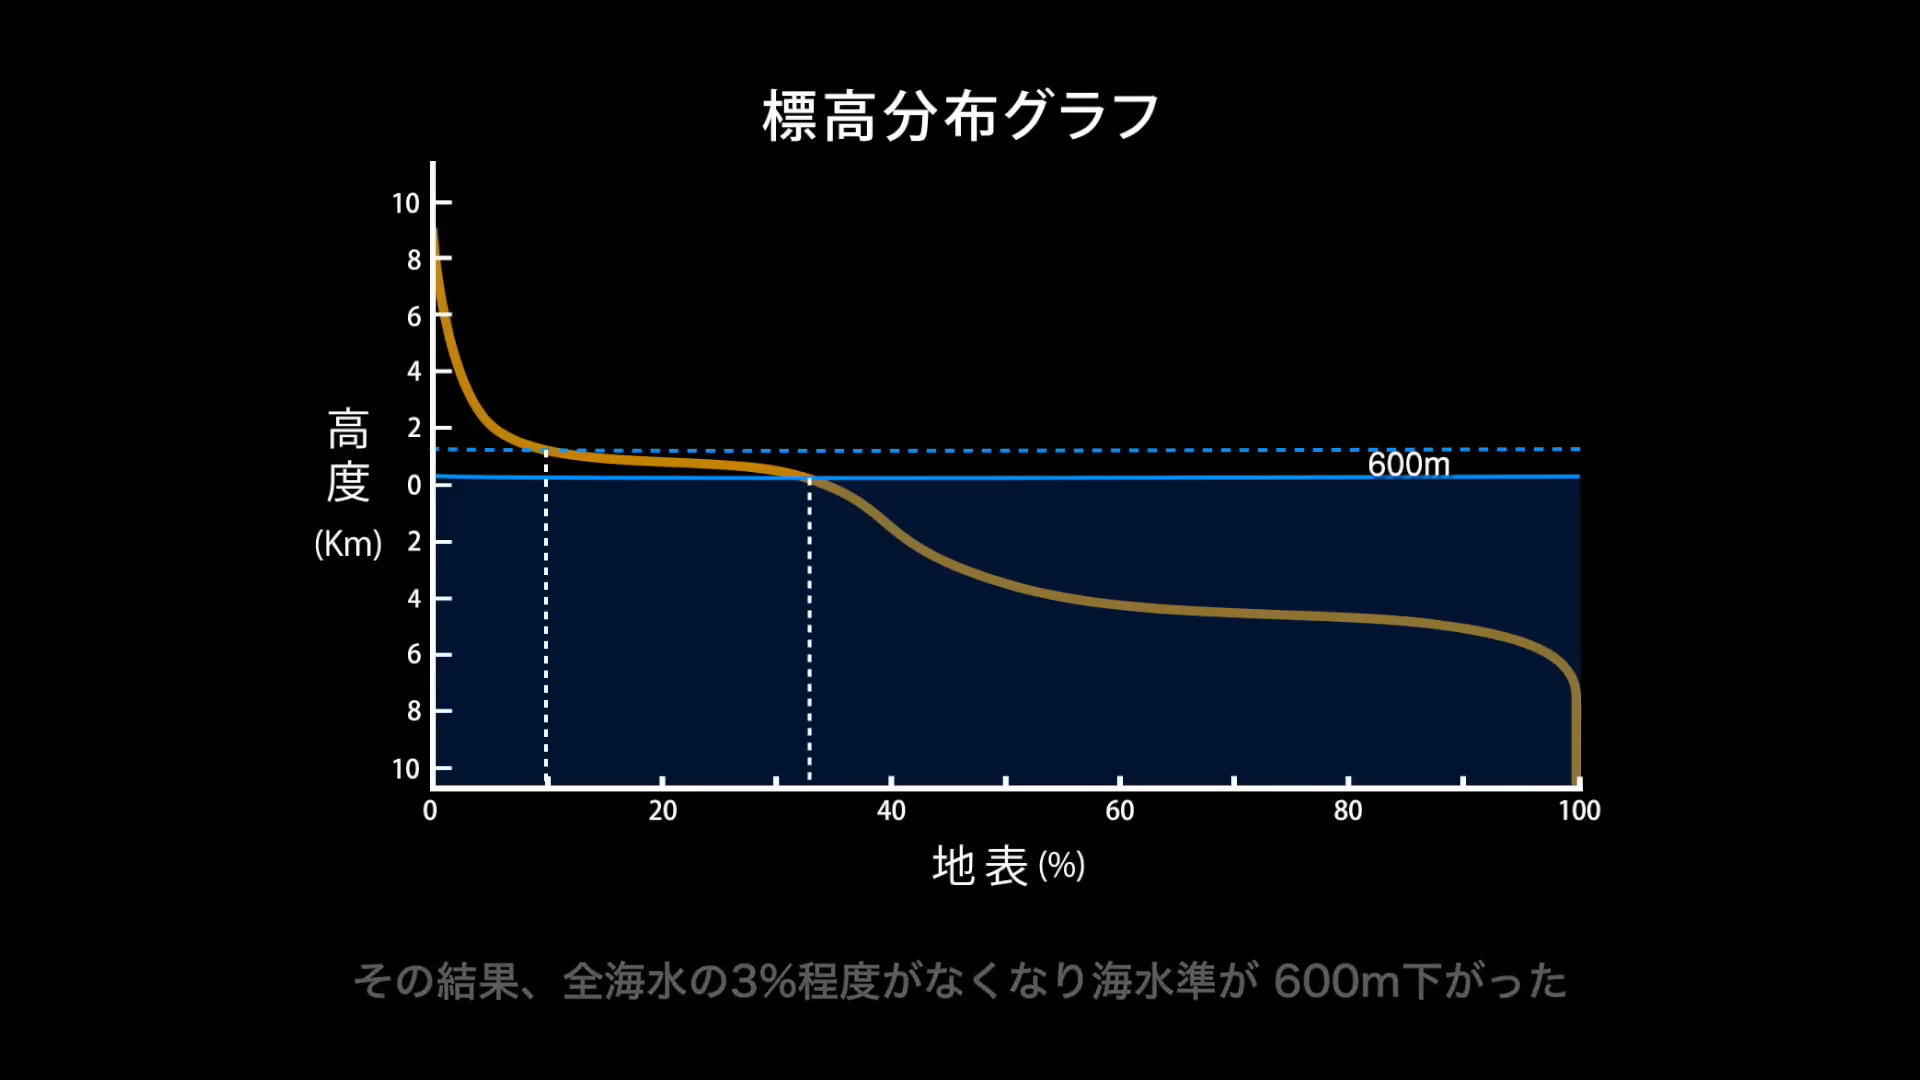 標高分布グラフ
10
8
6
4
2
0
2
4
6
8
10
高度
(Km)
600m
0
20
40
60
80
100
地表(%)
その結果、全海水の3%程度がなくなり海水準が 600m下がった